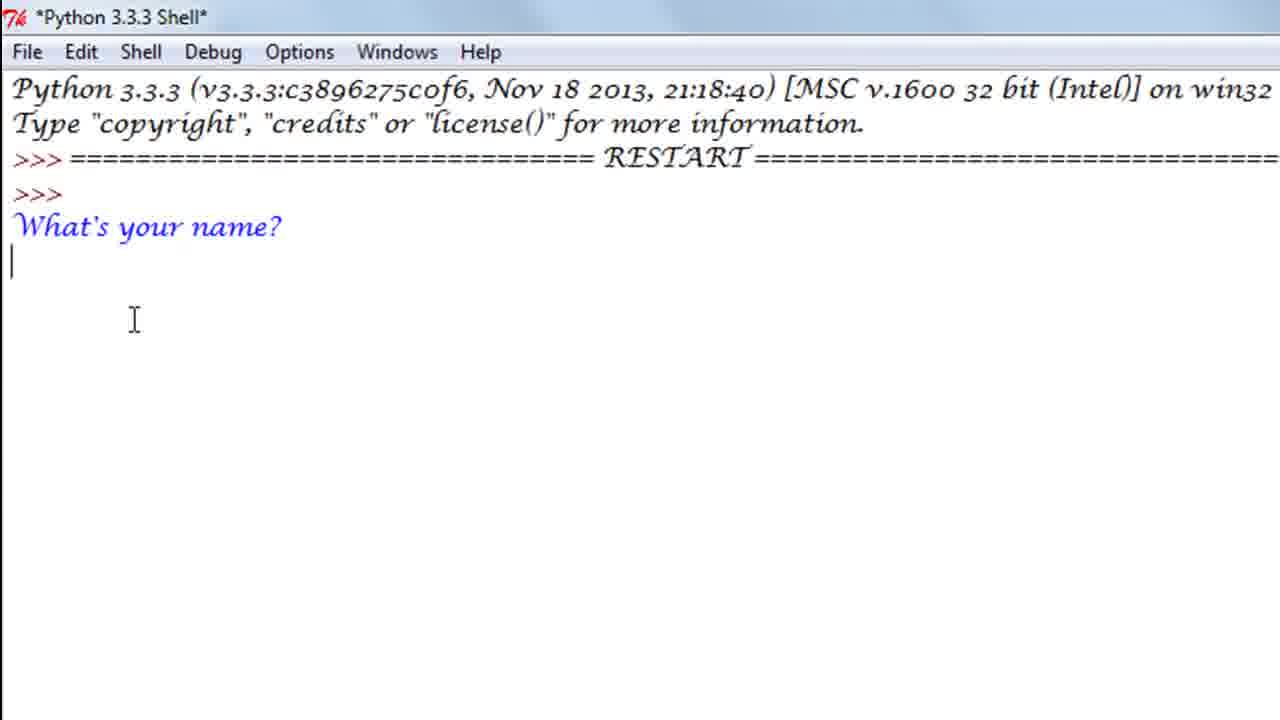 *Python 3.3.3 Shell*
File Edit Shell Debug Options Windows Help
Python 3.3.3 (v3.3.3:c3896275c0f6, Nov 18 2013, 21:18:40) [MSC v.1600 32 bit (Intel)] on win32
Type "copyright", "credits" or "license()" for more information.
>>> ================================ RESTART ================================
>>>
What's your name?